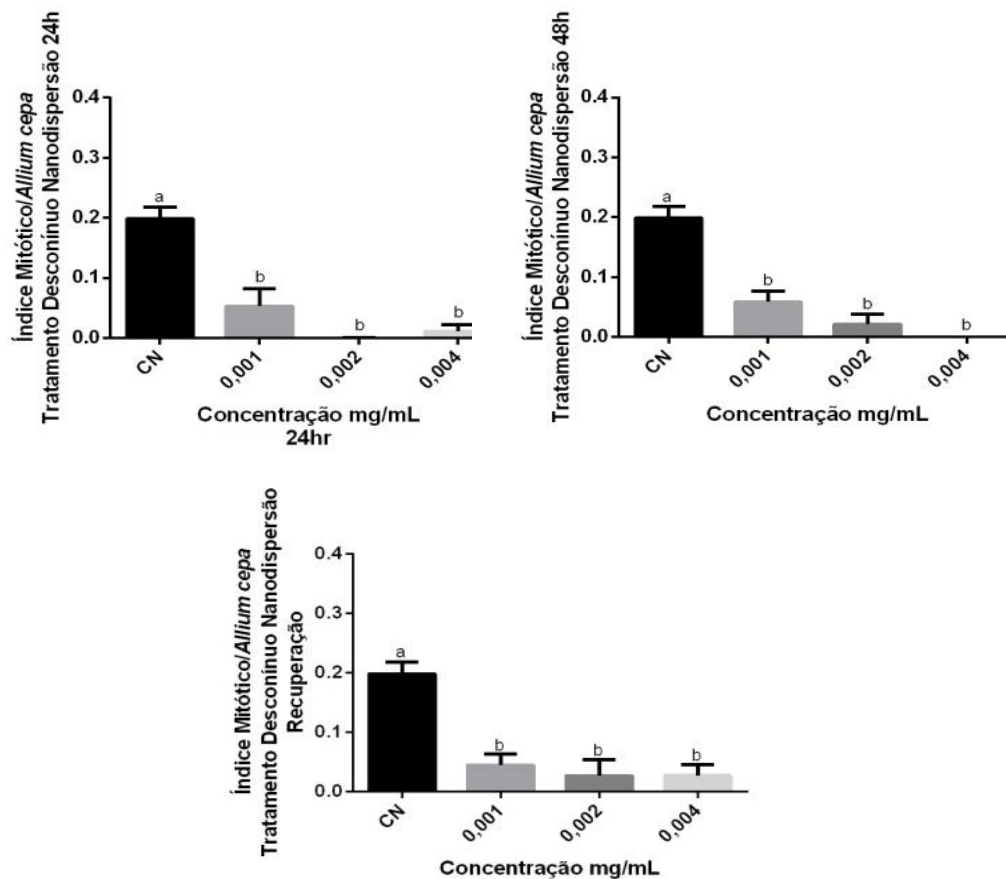 Índice Mitótico/Allium cepa
Tratamento Desconínuo Nanodispersão 24h
0.4
0.3
0.2
0.1
0.0
a
b
b
b
CN
0,001
0,002
0,004
Concentração mg/mL
24hr
Índice Mitótico/Allium cepa
Tratamento Desconínuo Nanodispersão 48h
0.4
0.3
0.2
0.1
0.0
a
b
b
b
CN
0,001
0,002
0,004
Concentração mg/mL
Índice Mitótico/Allium cepa
Tratamento Desconínuo Nanodispersão
Recuperação
0.4
0.3
0.2
0.1
0.0
a
b
b
b
CN
0,001
0,002
0,004
Concentração mg/mL